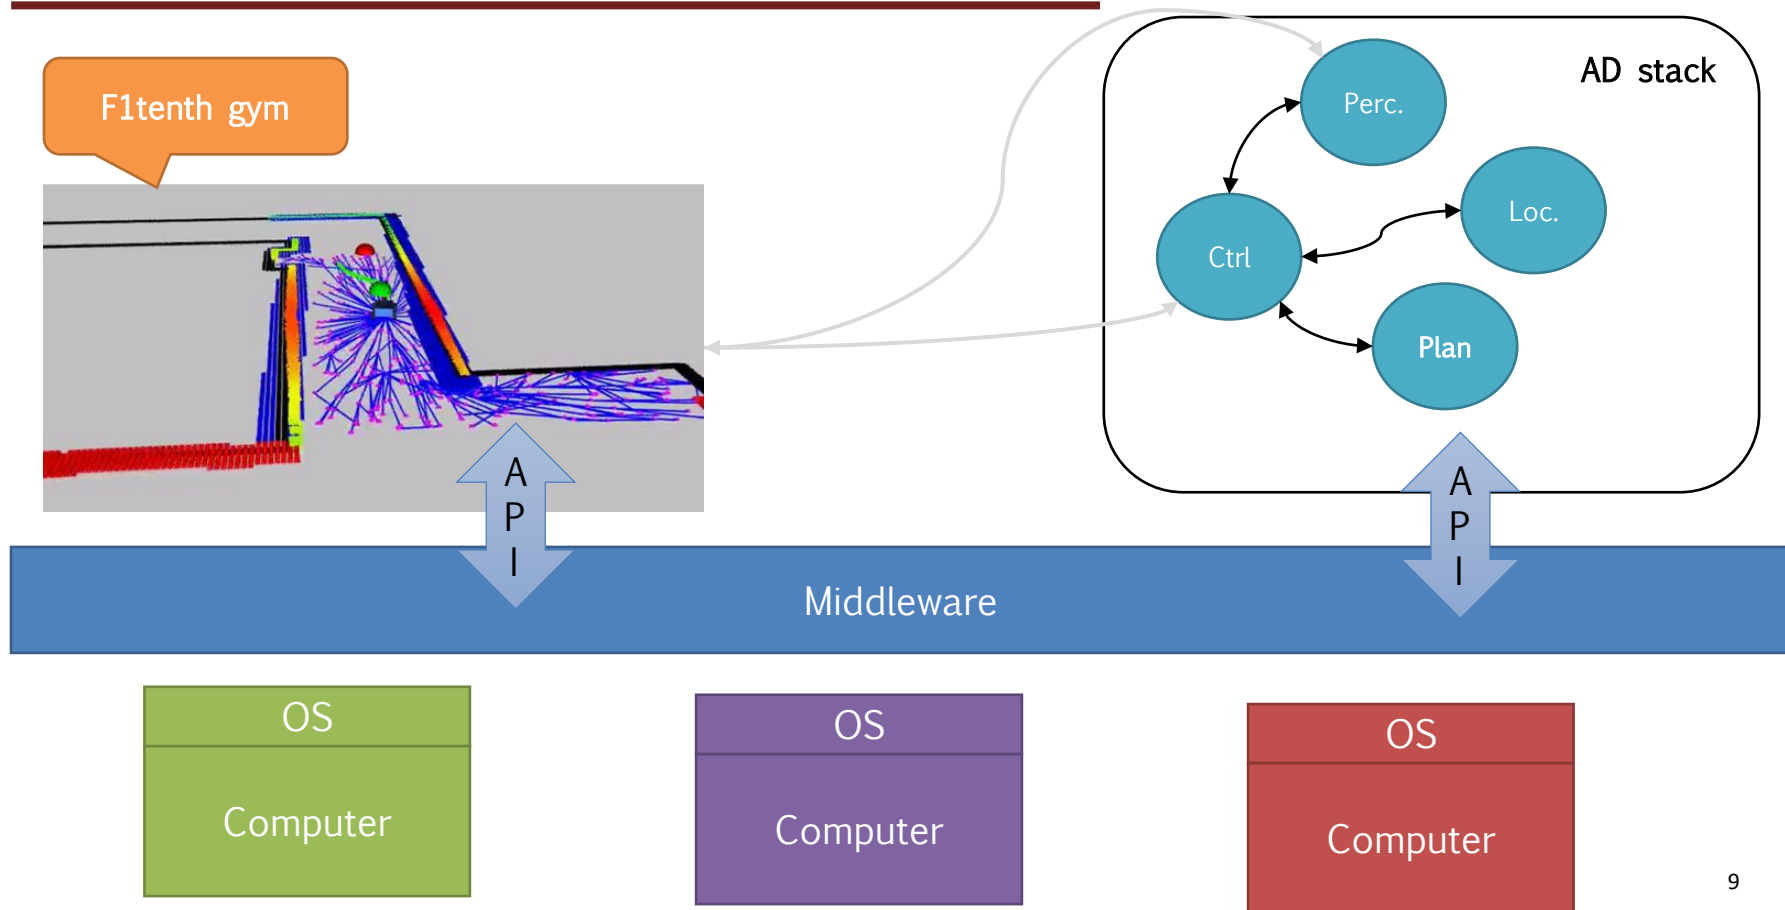 F1tenth gym
AD stack
Perc.
Loc.
Ctrl
Plan
A
P
I
A
P
I
Middleware
OS
Computer
OS
Computer
OS
Computer
9